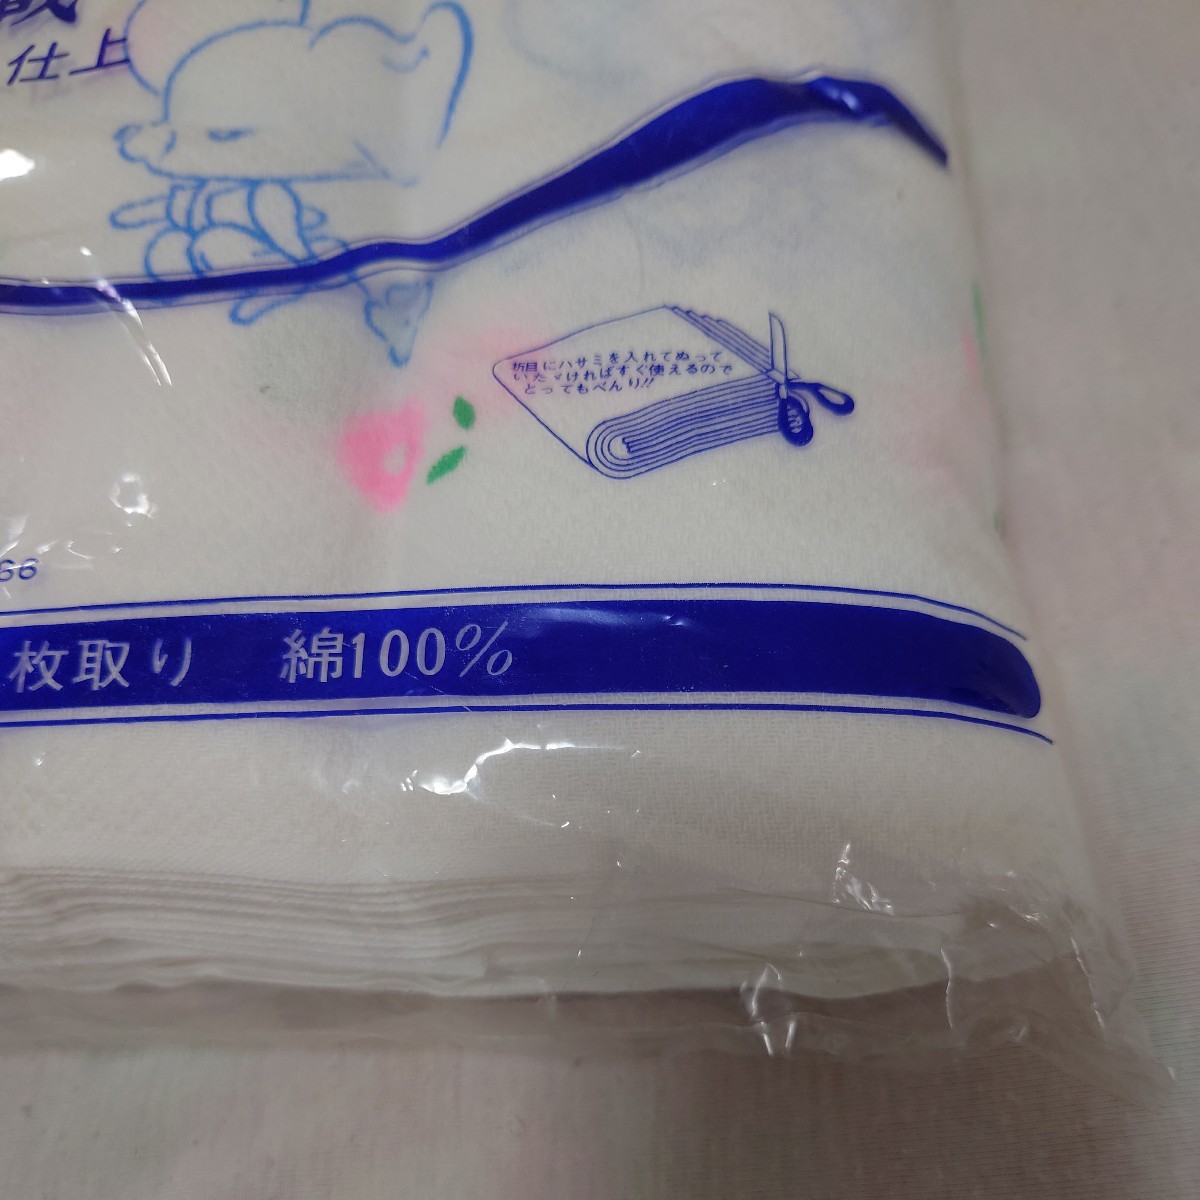 仕上
折目にハサミを入れてぬって
いたゞければすぐ使えるので
とってもべんり!!
66
枚取り 綿100%